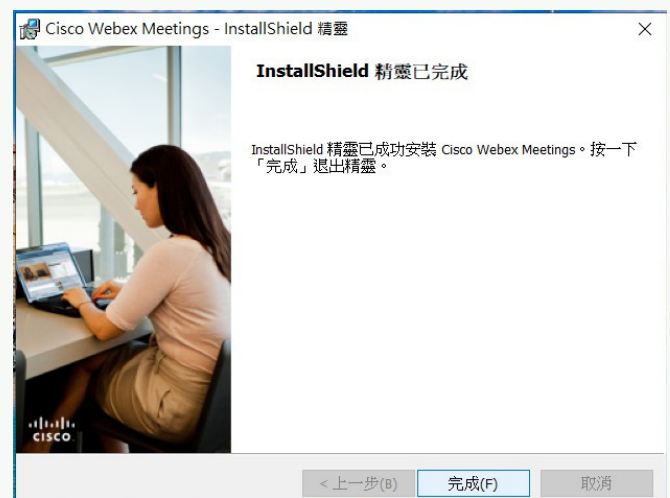 Cisco Webex Meetings - InstallShield 精靈
InstallShield 精靈已完成
InstallShield 精靈已成功安裝 Cisco Webex Meetings。按一下
「完成」退出精靈。
CISCO
< 上一步(B)
完成(F)
取消